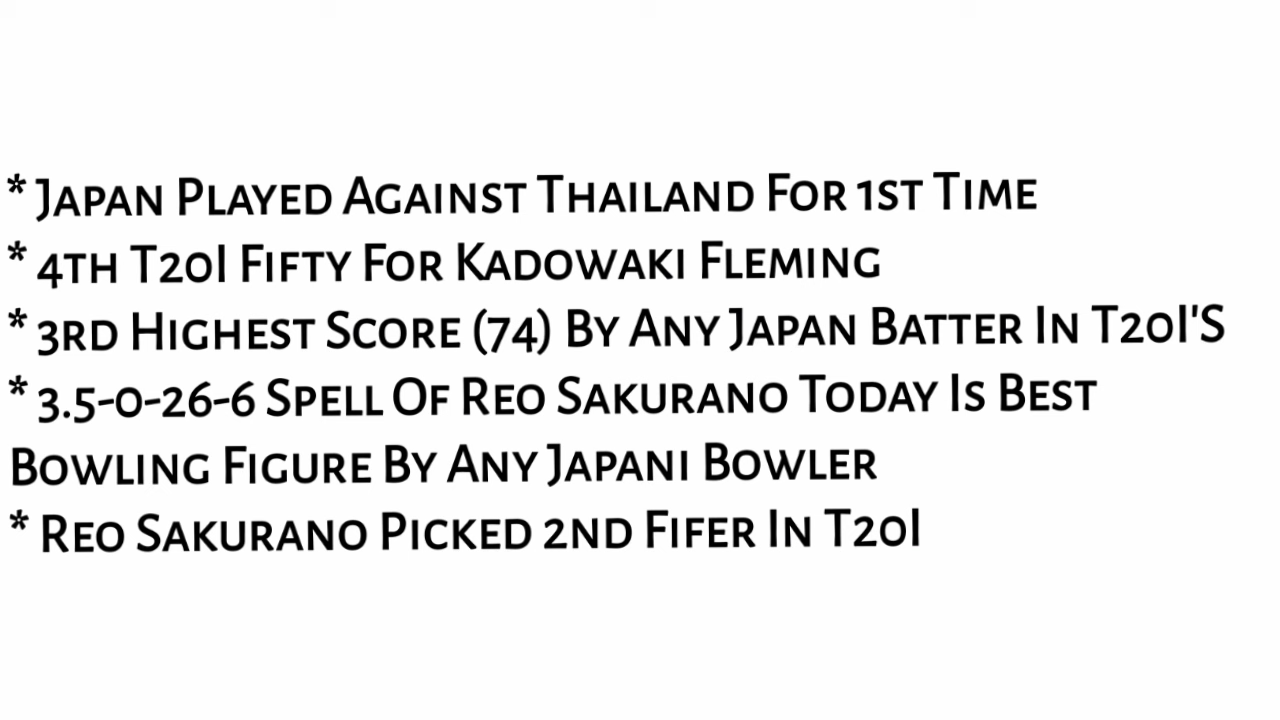 * Japan Played Against Thailand For 1st Time
* 4th T20I Fifty For Kadowaki Fleming
* 3rd Highest Score (74) By Any Japan Batter In T20I'S
* 3.5-0-26-6 Spell Of Reo Sakurano Today Is Best
Bowling Figure By Any Japani Bowler
* Reo Sakurano Picked 2nd Fifer In T20I